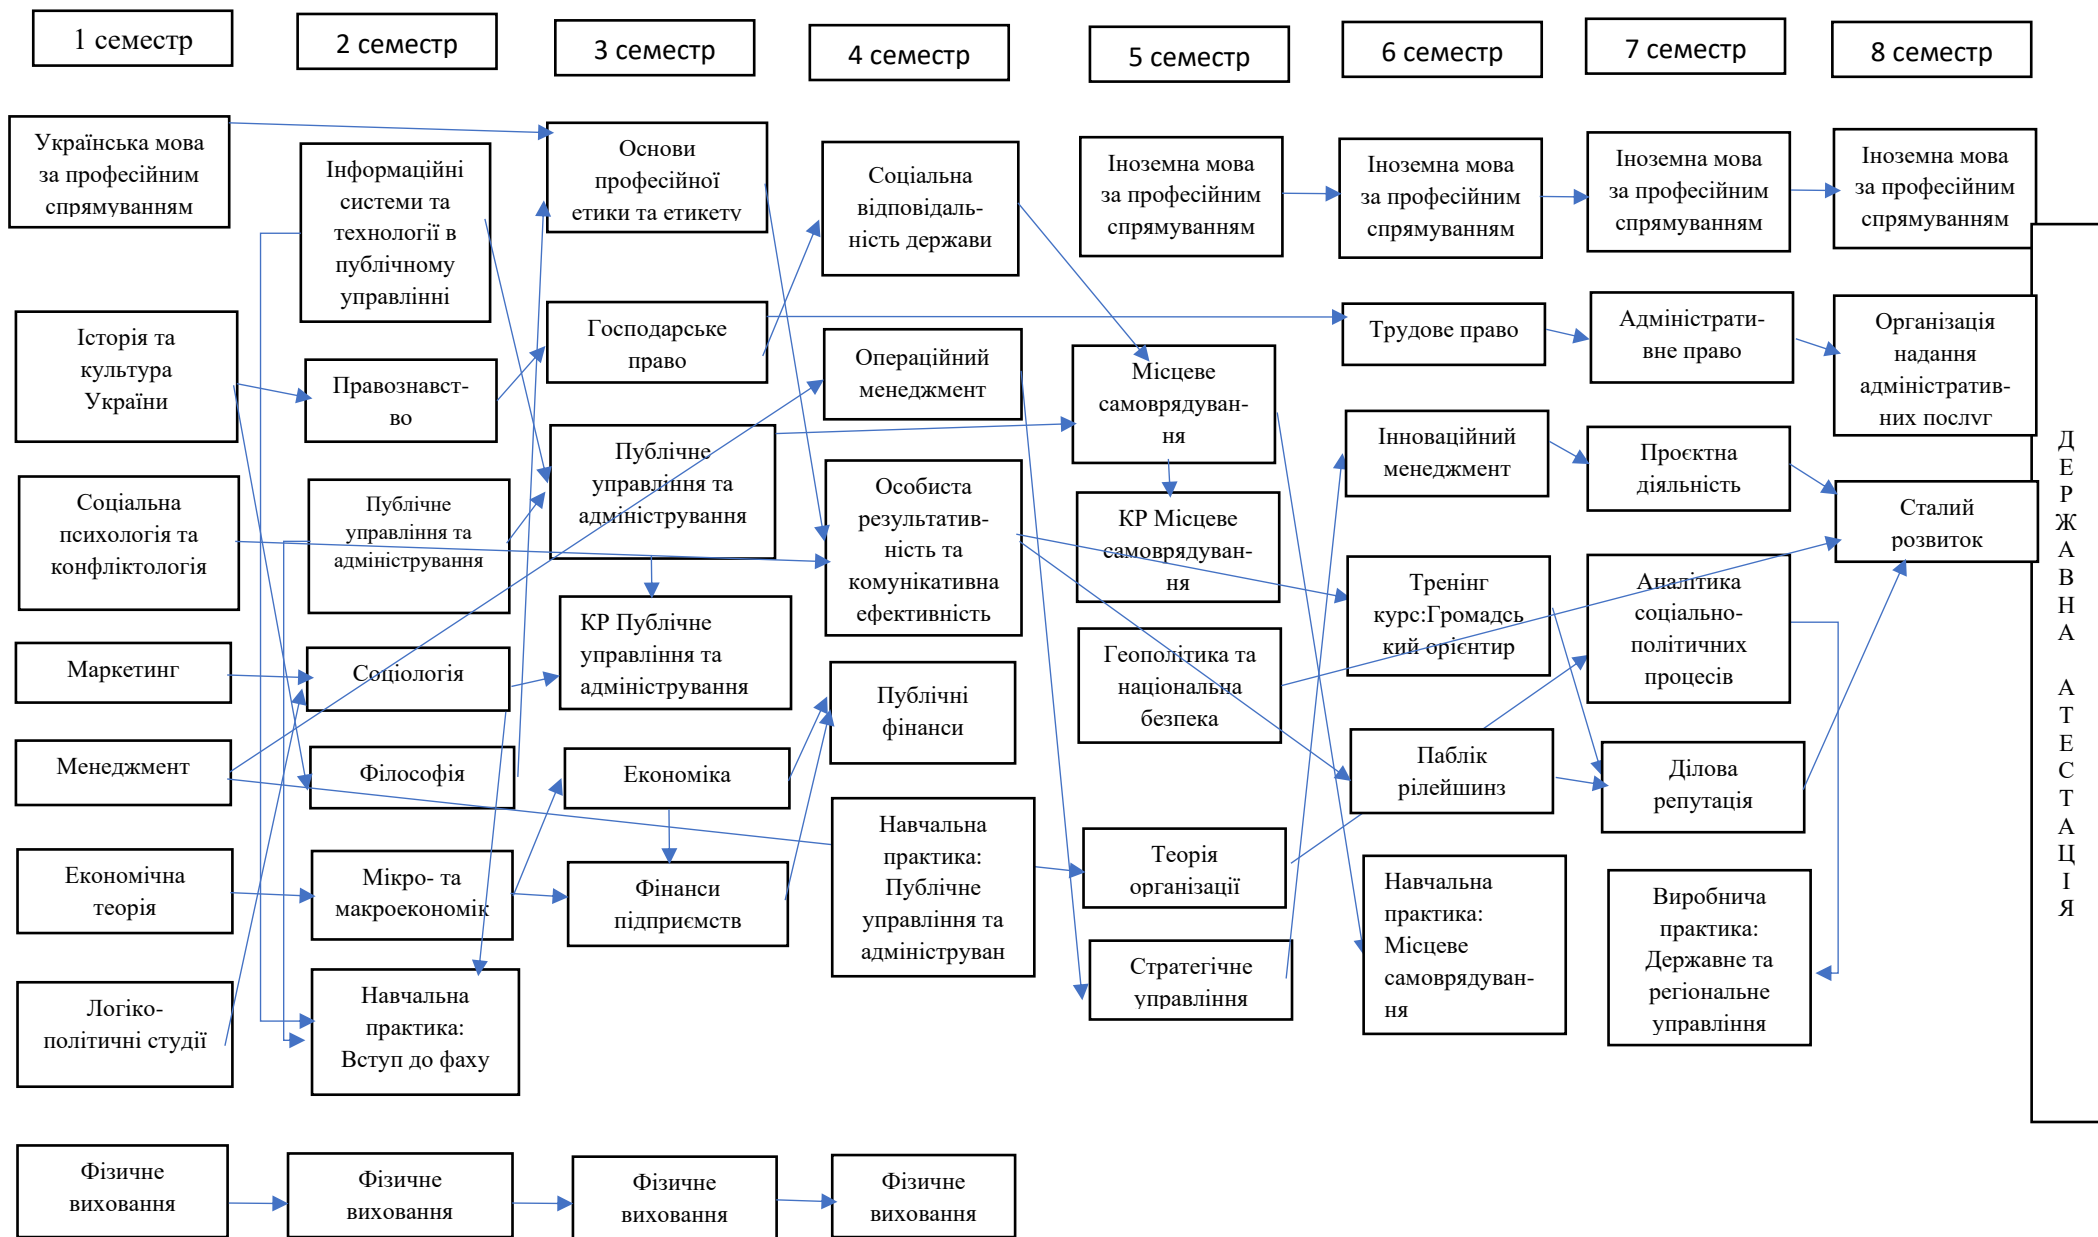 1 семестр
2 семестр
3 семестр
4 семестр
5 семестр
6 семестр
7 семестр
8 семестр
Українська мова
за професійним
спрямуванням
Історія та
культура
України
Соціальна
психологія та
конфліктологія
Маркетинг
Менеджмент
Економічна
теорія
Логіко-
політичні студії
Фізичне
виховання
Інформаційні
системи та
технології в
публічному
управлінні
Правознавст-
во
Публічне
управління та
адміністрування
Соціологія
Філософія
Мікро- та
макроекономік
Навчальна
практика:
Вступ до фаху
Фізичне
виховання
Основи
професійної
етики та етикету
Господарське
право
Публічне
управління та
адміністрування
КР Публічне
управління та
адміністрування
Економіка
Фінанси
підприємств
Фізичне
виховання
Соціальна
відповідаль-
ність держави
Операційний
менеджмент
Особиста
результатив-
ність та
комунікативна
ефективність
Публічні
фінанси
Навчальна
практика:
Публічне
управління та
адмініструван
Фізичне
виховання
Іноземна мова
за професійним
спрямуванням
Місцеве
самоврядуван-
ня
КР Місцеве
самоврядуван-
ня
Геополітика та
національна
безпека
Теорія
організації
Стратегічне
управління
Іноземна мова
за професійним
спрямуванням
Трудове право
Інноваційний
менеджмент
Тренінг
курс:Громадсь
кий орієнтир
Паблік
рілейшинз
Навчальна
практика:
Місцеве
самоврядуван-
ня
Іноземна мова
за професійним
спрямуванням
Адміністрати-
вне право
Проєктна
діяльність
Аналітика
соціально-
політичних
процесів
Ділова
репутація
Виробнича
практика:
Державне та
регіональне
управління
Іноземна мова
за професійним
спрямуванням
Організація
надання
адміністратив-
них послуг
Сталий
розвиток
Д
Е
Р
Ж
А
В
Н
А
А
Т
Е
С
Т
А
Ц
І
Я